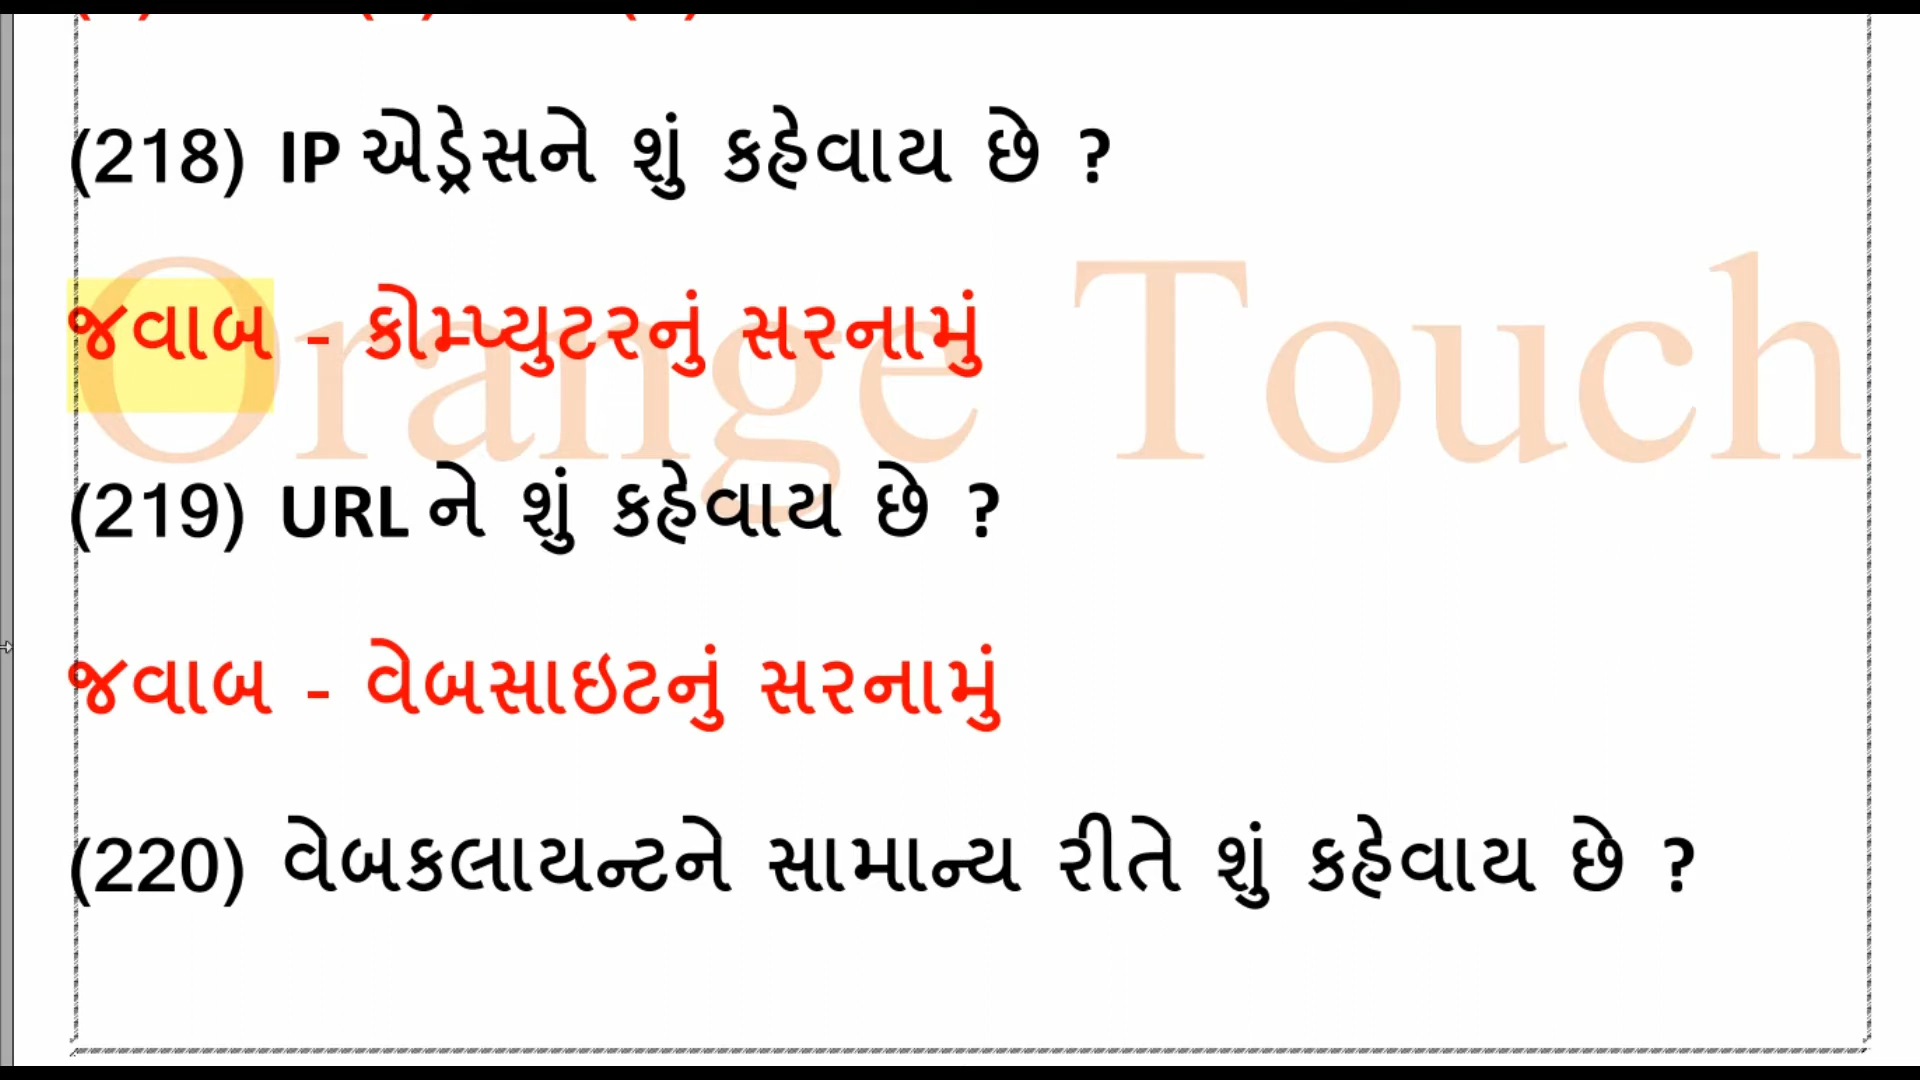 (218) IP એડ્રેસને શું કહેવાય છે ?
Orange Touch
જવાબ - કોમ્પ્યુટરનું સરનામું
(219) URL ને શું કહેવાય છે ?
જવાબ - વેબસાઇટનું સરનામું
(220) વેબકલાયન્ટને સામાન્ય રીતે શું કહેવાય છે ?